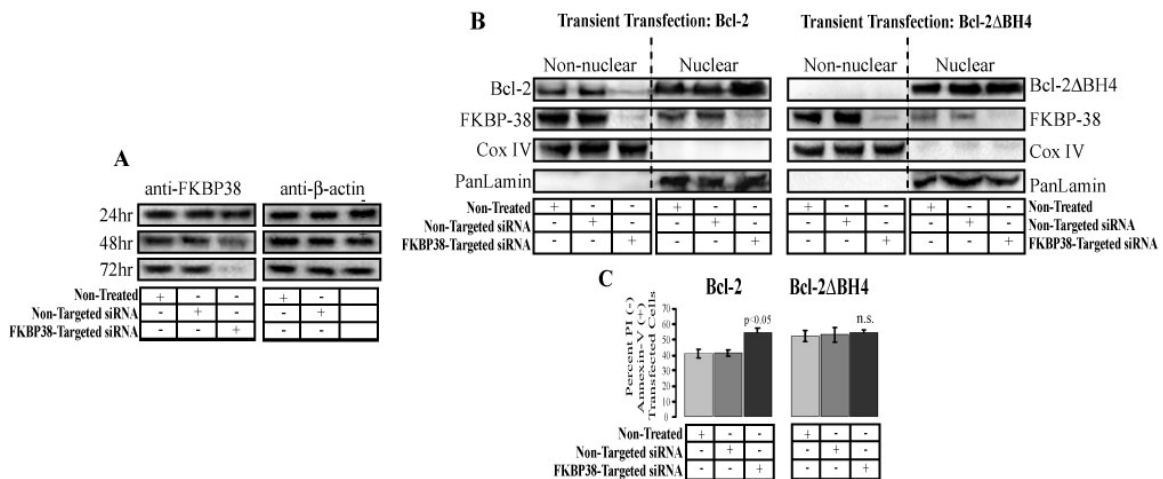 A
anti-FKBP38 anti-β-actin
24hr
48hr
72hr
Non-Treated + - - + -
Non-Targeted siRNA - + - - +
FKBP38-Targeted siRNA - - + - -
B
Transient Transfection: Bcl-2 Transient Transfection: Bcl-2ΔBH4
Non-nuclear Nuclear Non-nuclear Nuclear
Bcl-2 Bcl-2ΔBH4
FKBP-38 FKBP-38
Cox IV Cox IV
PanLamin PanLamin
Non-Treated + - - + - - + - - + - - Non-Treated
Non-Targeted siRNA - + - - + - - + - - + - Non-Targeted siRNA
FKBP38-Targeted siRNA - - + - - + - - + - - + FKBP38-Targeted siRNA
C
Bcl-2 Bcl-2ΔBH4
Percent PI (-)
Annexin-V (+)
Transfected Cells
70
60
50
40
30
20
10
0
p<0.05 n.s.
Non-Treated + - - + - -
Non-Targeted siRNA - + - - + -
FKBP38-Targeted siRNA - - + - - +